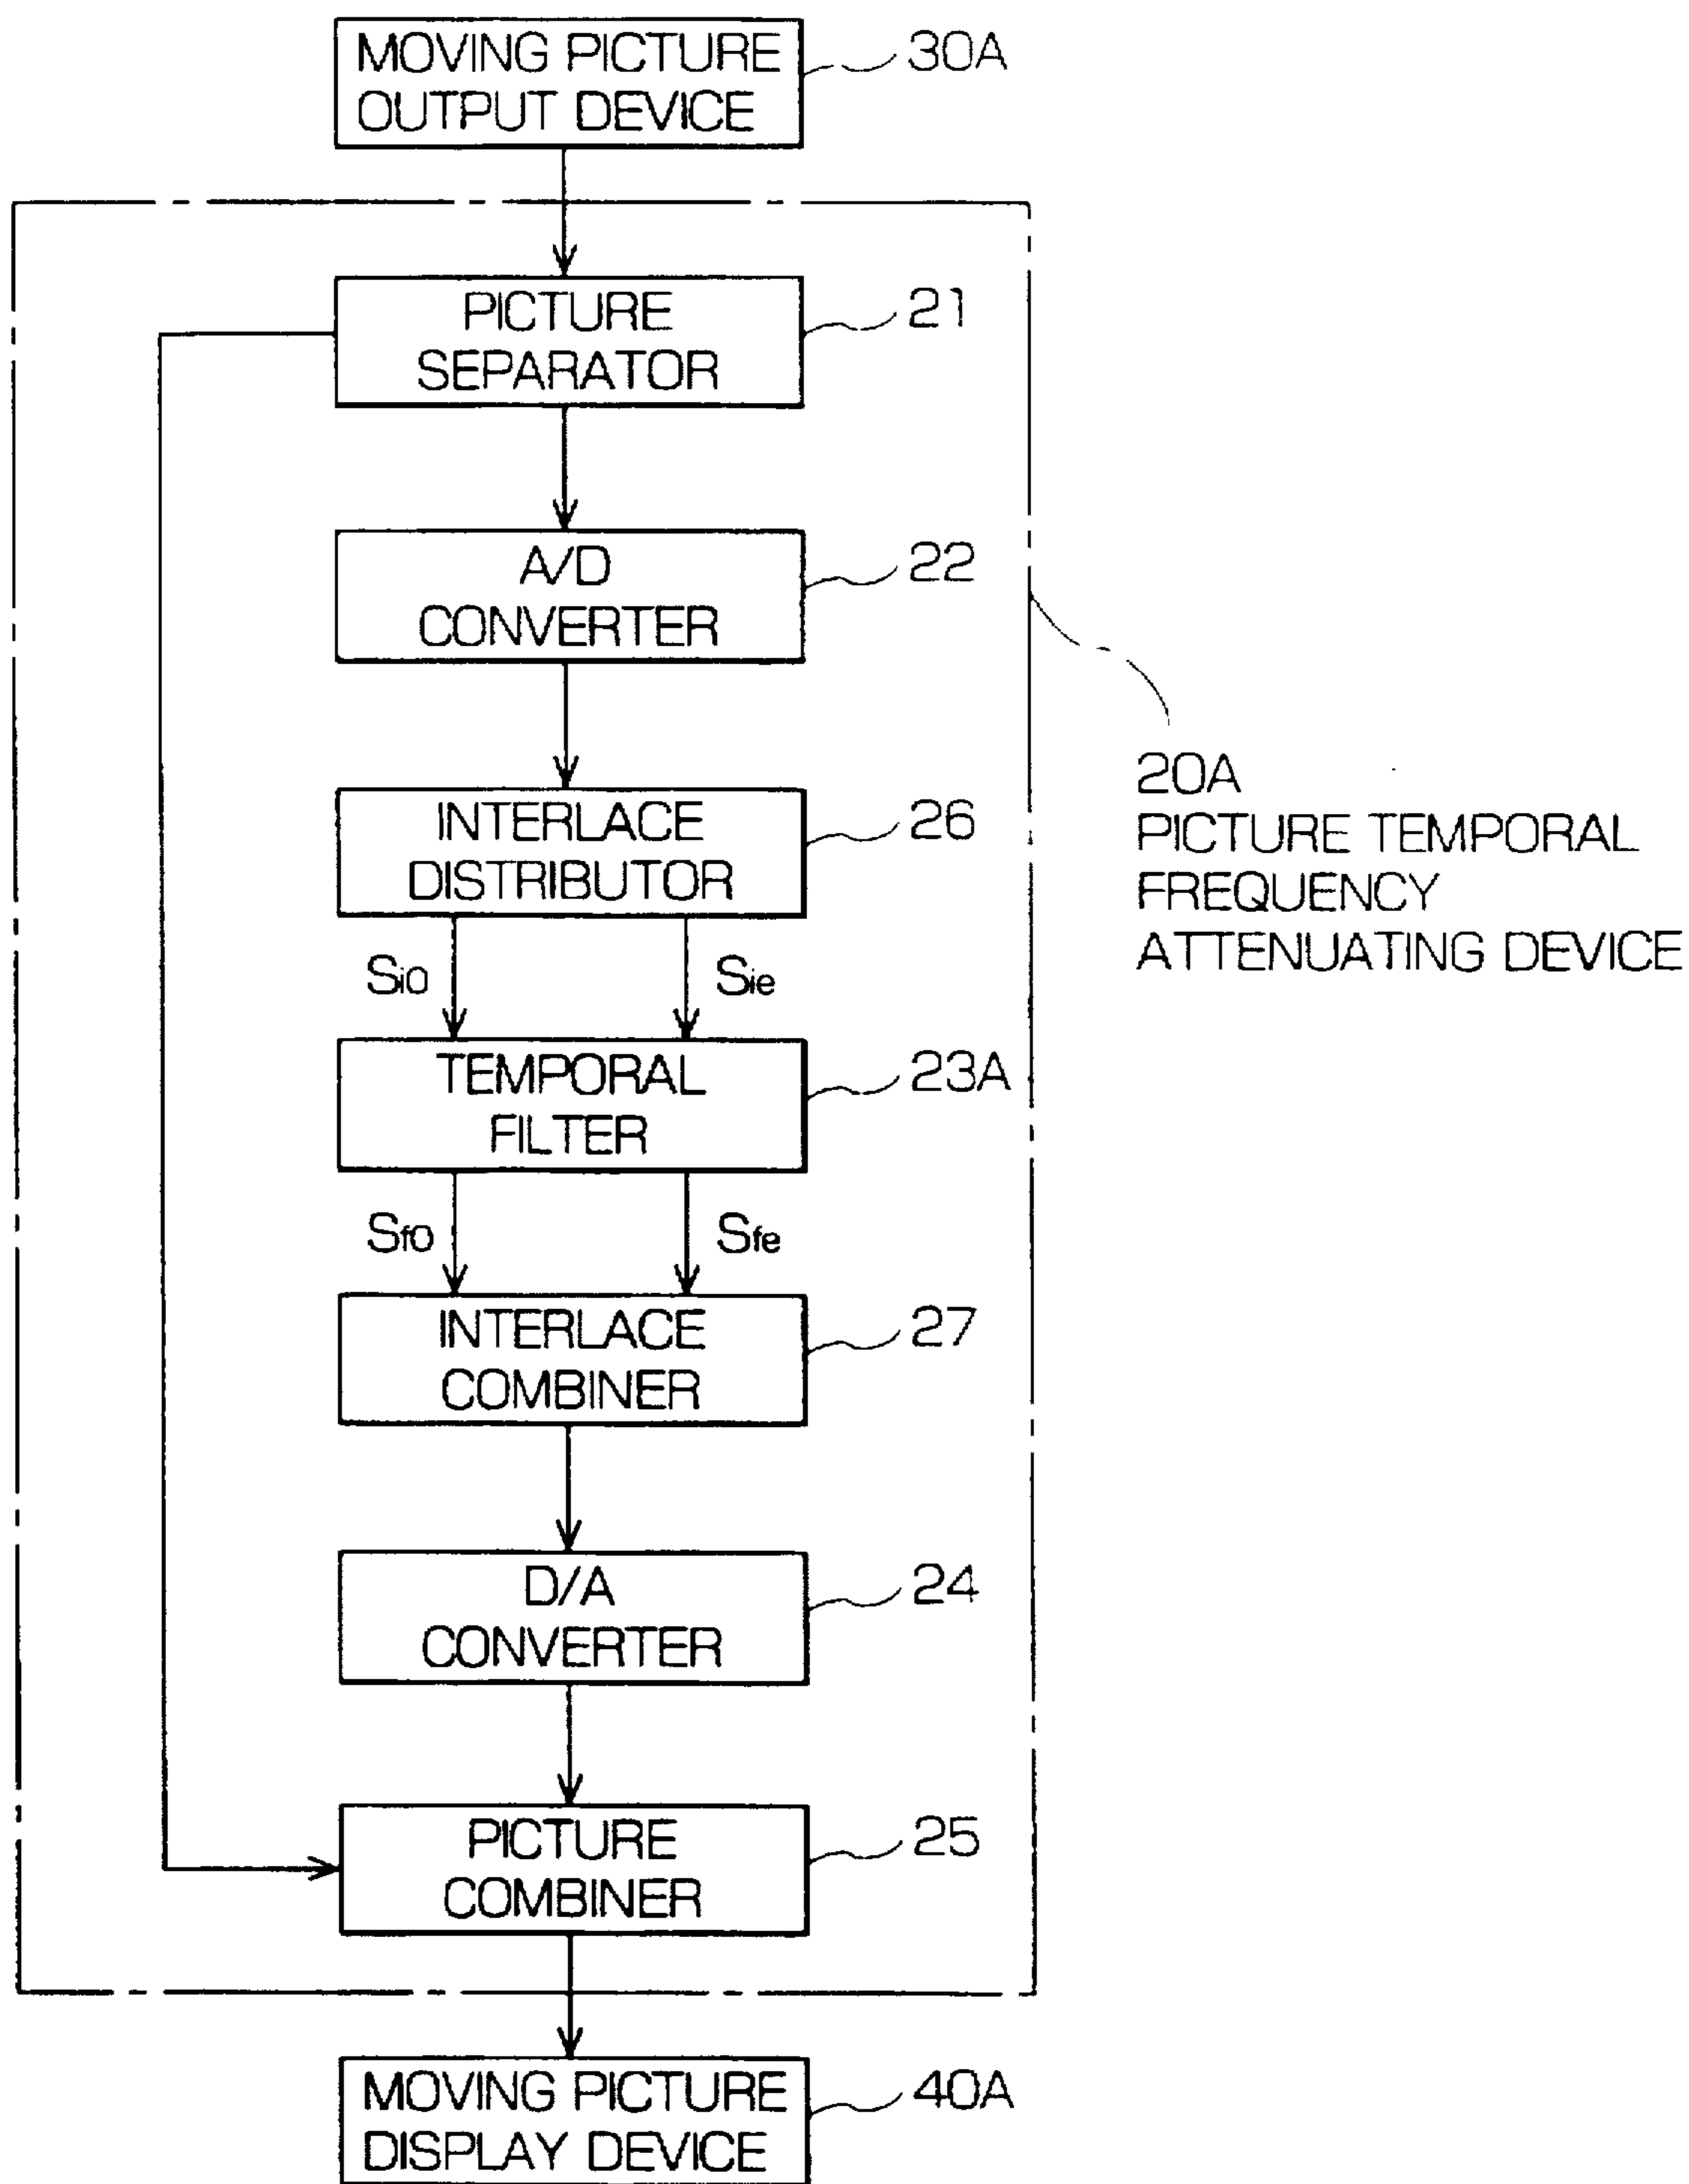 MOVING PICTURE
OUTPUT DEVICE
30A
PICTURE
SEPARATOR
21
A/D
CONVERTER
22
20A
PICTURE TEMPORAL
FREQUENCY
ATTENUATING DEVICE
INTERLACE
DISTRIBUTOR
26
Sio
Sie
TEMPORAL
FILTER
23A
Sfo
Sfe
INTERLACE
COMBINER
27
D/A
CONVERTER
24
PICTURE
COMBINER
25
MOVING PICTURE
DISPLAY DEVICE
40A